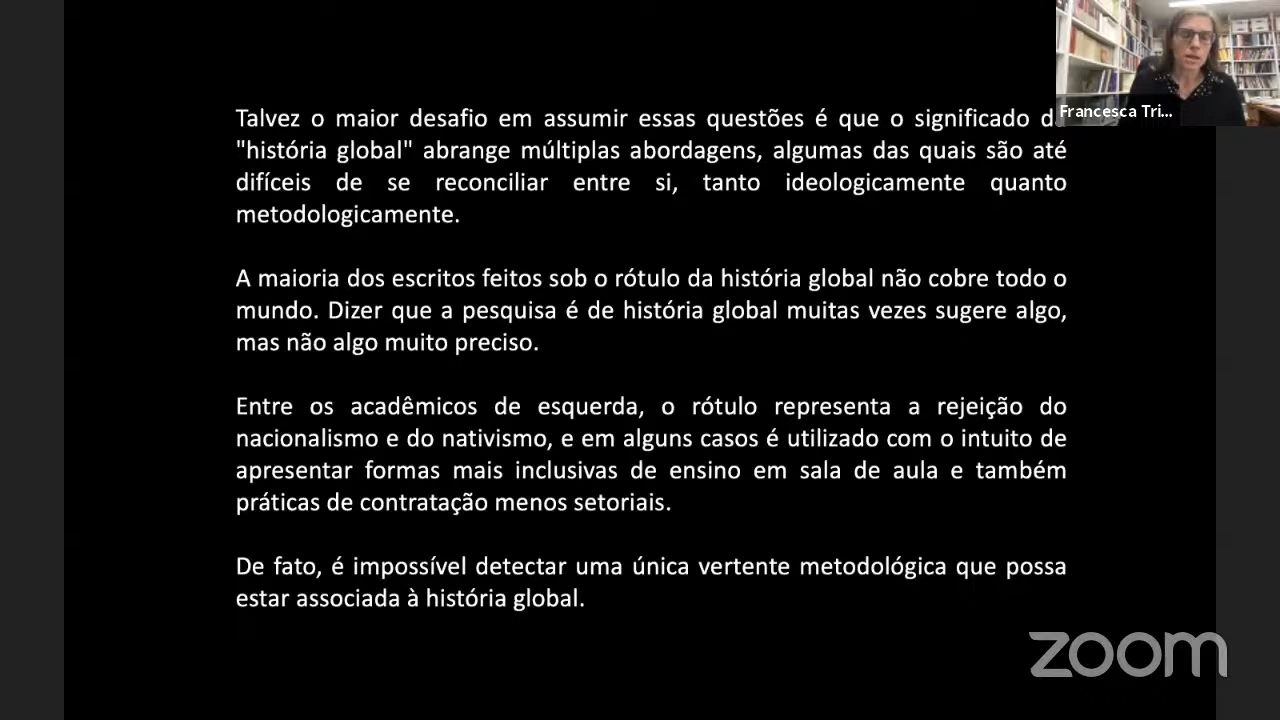 Talvez o maior desafio em assumir essas questões é que o significado
"história global" abrange múltiplas abordagens, algumas das quais são até
difíceis de se reconciliar entre si, tanto ideologicamente quanto
metodologicamente.
A maioria dos escritos feitos sob o rótulo da história global não cobre todo o
mundo. Dizer que a pesquisa é de história global muitas vezes sugere algo,
mas não algo muito preciso.
Entre os acadêmicos de esquerda, o rótulo representa a rejeição do
nacionalismo e do nativismo, e em alguns casos é utilizado com o intuito de
apresentar formas mais inclusivas de ensino em sala de aula e também
práticas de contratação menos setoriais.
De fato, é impossível detectar uma única vertente metodológica que possa
estar associada à história global.
Francesca Tri...
zoom